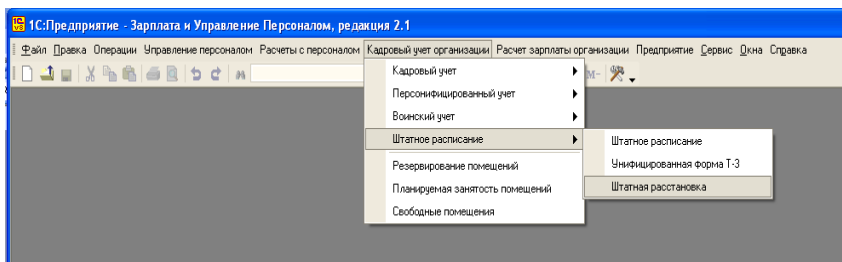 1С:Предприятие - Зарплата и Управление Персоналом, редакция 2.1
Файл Правка Операции Управление персоналом Расчеты с персоналом Кадровый учет организации Расчет зарплаты организации Предприятие Сервис Окна Справка
M-
Кадровый учет
Персонифицированный учет
Воинский учет
Штатное расписание
Резервирование помещений
Планируемая занятость помещений
Свободные помещения
Штатное расписание
Унифицированная форма Т-3
Штатная расстановка